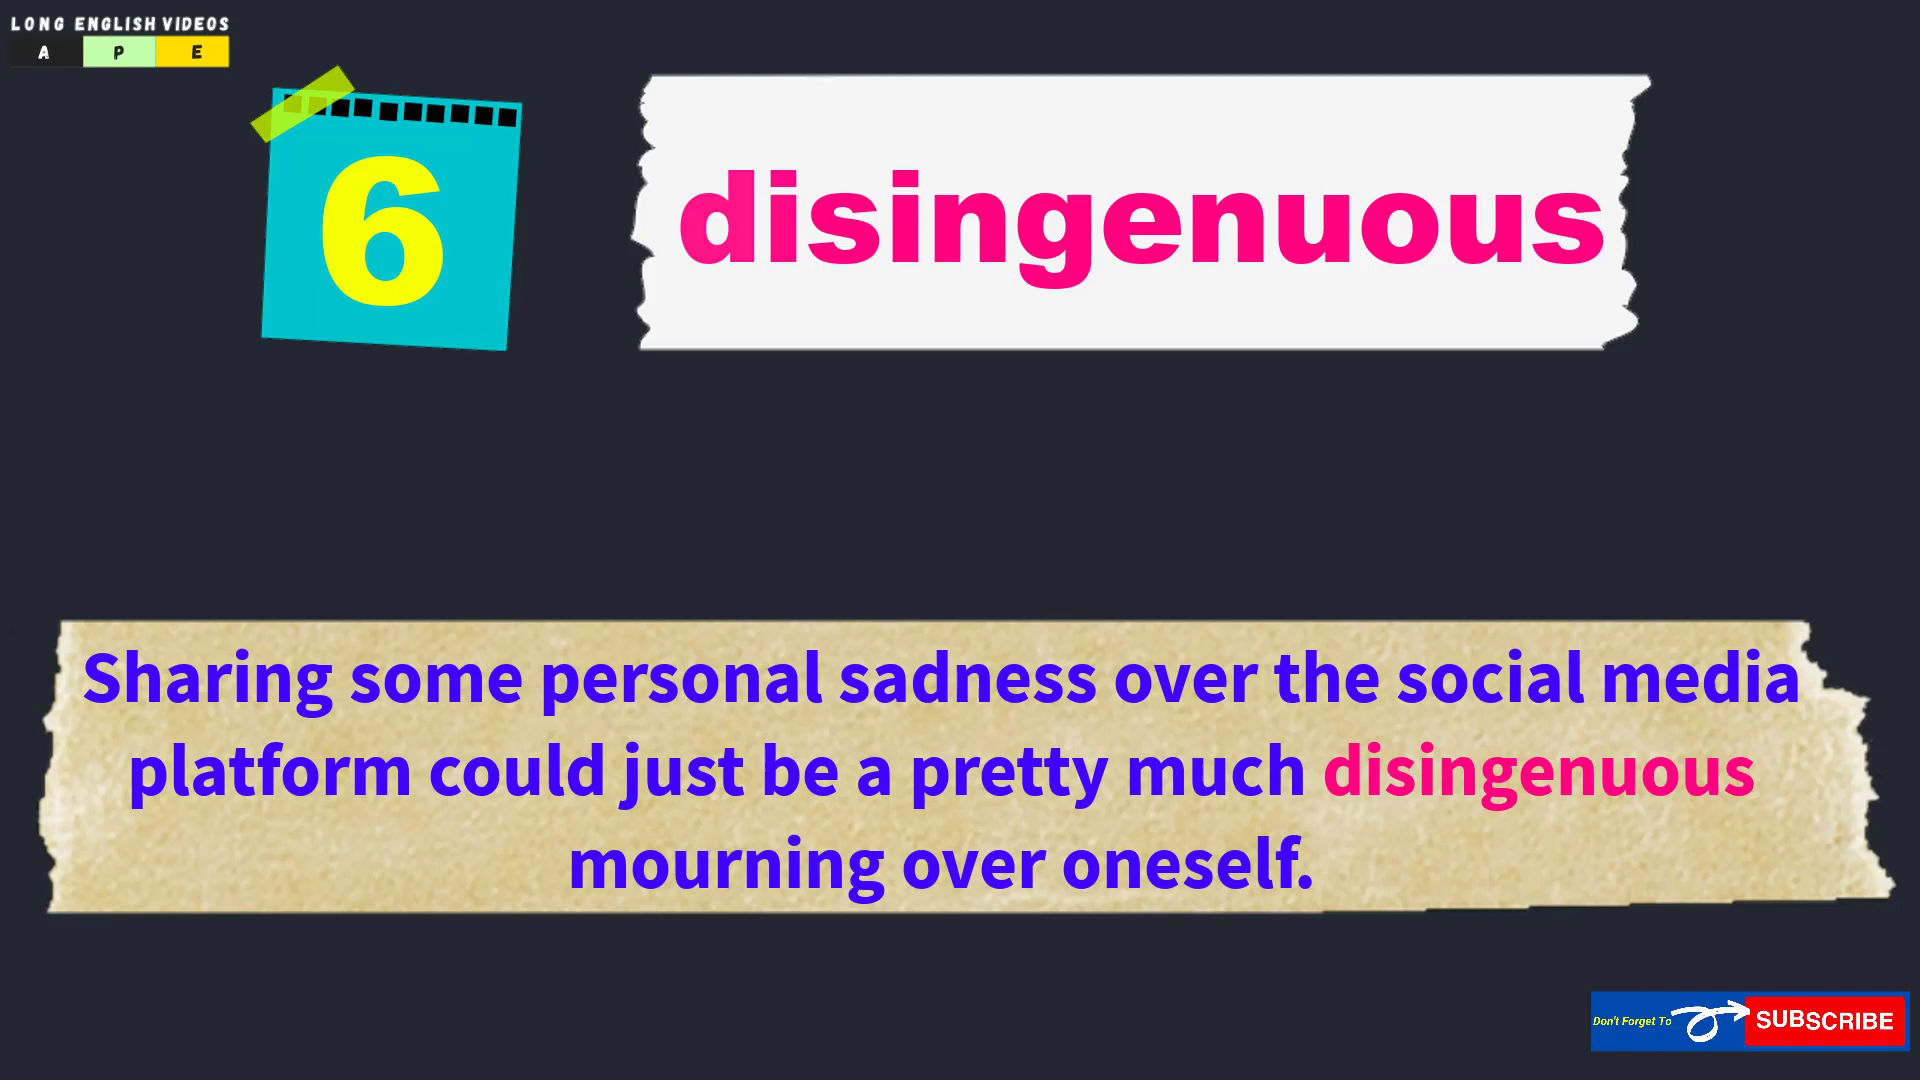 LONG ENGLISH VIDEOS
A P E
6
disingenuous
Sharing some personal sadness over the social media
platform could just be a pretty much disingenuous
mourning over oneself.
Don't Forget To SUBSCRIBE